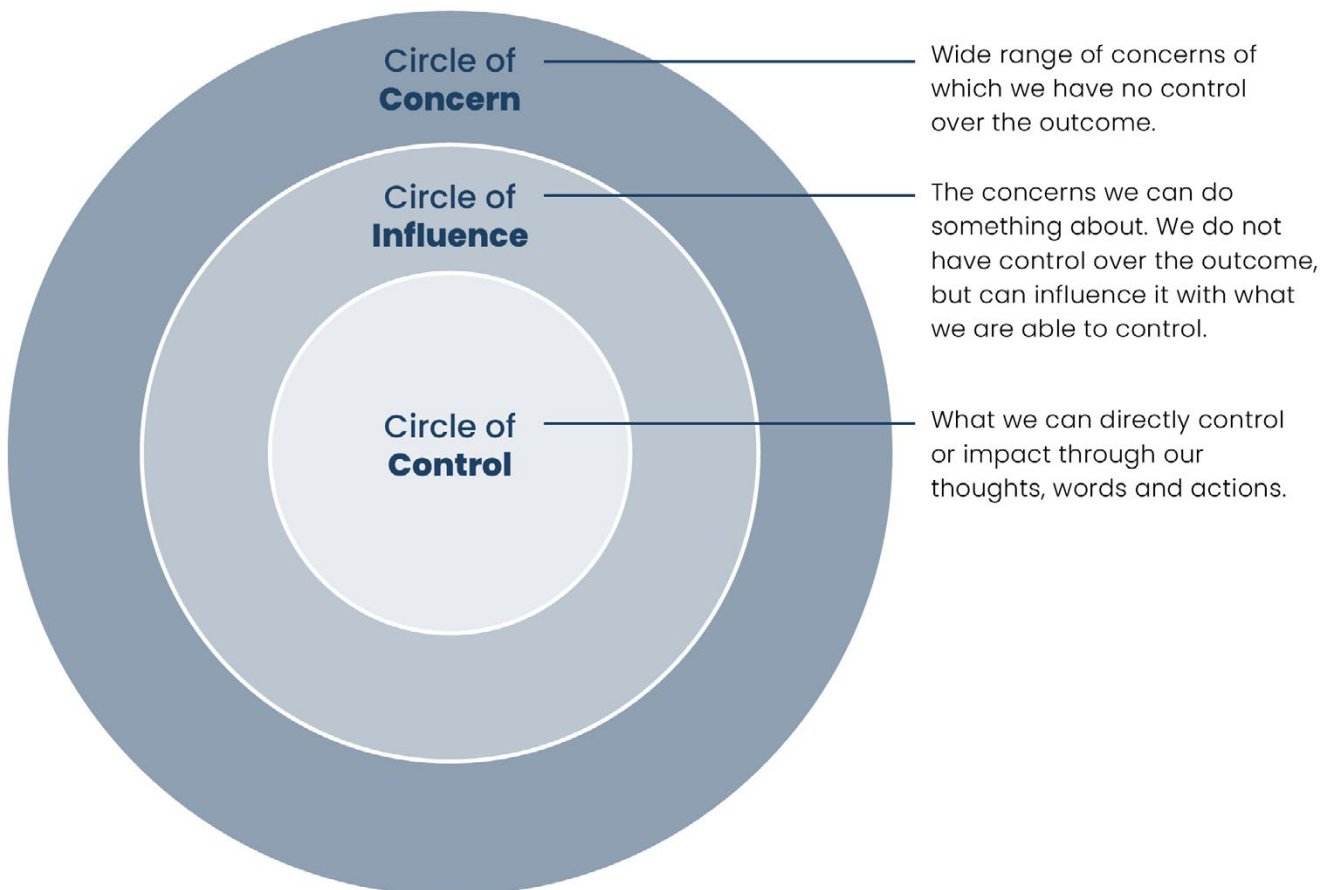 Circle of
Concern
Wide range of concerns of
which we have no control
over the outcome.
Circle of
Influence
The concerns we can do
something about. We do not
have control over the outcome,
but can influence it with what
we are able to control.
Circle of
Control
What we can directly control
or impact through our
thoughts, words and actions.